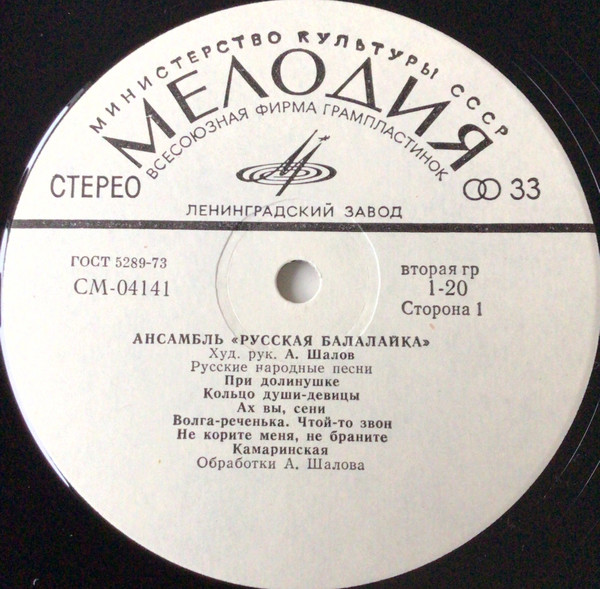 МИНИСТЕРСТВО КУЛЬТУРЫ СССР
МЕЛОДИЯ
ВСЕСОЮЗНАЯ ФИРМА ГРАМПЛАСТИНОК
СТЕРЕО
33
ЛЕНИНГРАДСКИЙ ЗАВОД
ГОСТ 5289-73
СМ-04141
вторая гр
1-20
Сторона 1
АНСАМБЛЬ «РУССКАЯ БАЛАЛАЙКА»
Худ. рук. А. Шалов
Русские народные песни
При долинушке
Кольцо души-девицы
Ах вы, сени
Волга-реченька. Чтой-то звон
Не корите меня, не браните
Камаринская
Обработки А. Шалова